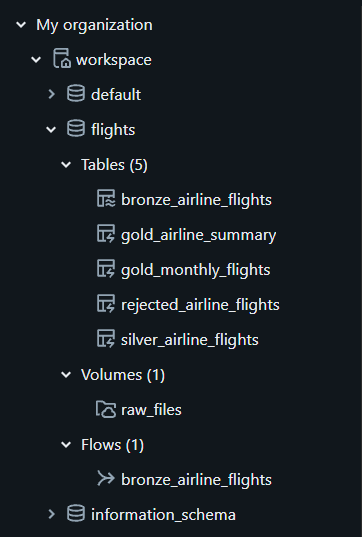 My organization
workspace
default
flights
Tables (5)
bronze_airline_flights
gold_airline_summary
gold_monthly_flights
rejected_airline_flights
silver_airline_flights
Volumes (1)
raw_files
Flows (1)
bronze_airline_flights
information_schema